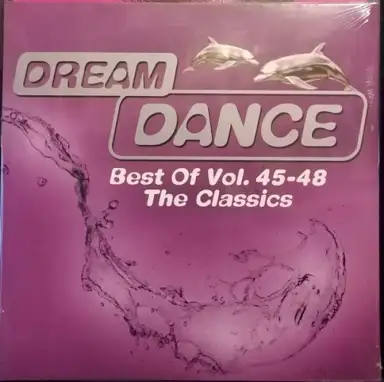 DREAM
DANCE
Best Of Vol. 45-48
The Classics